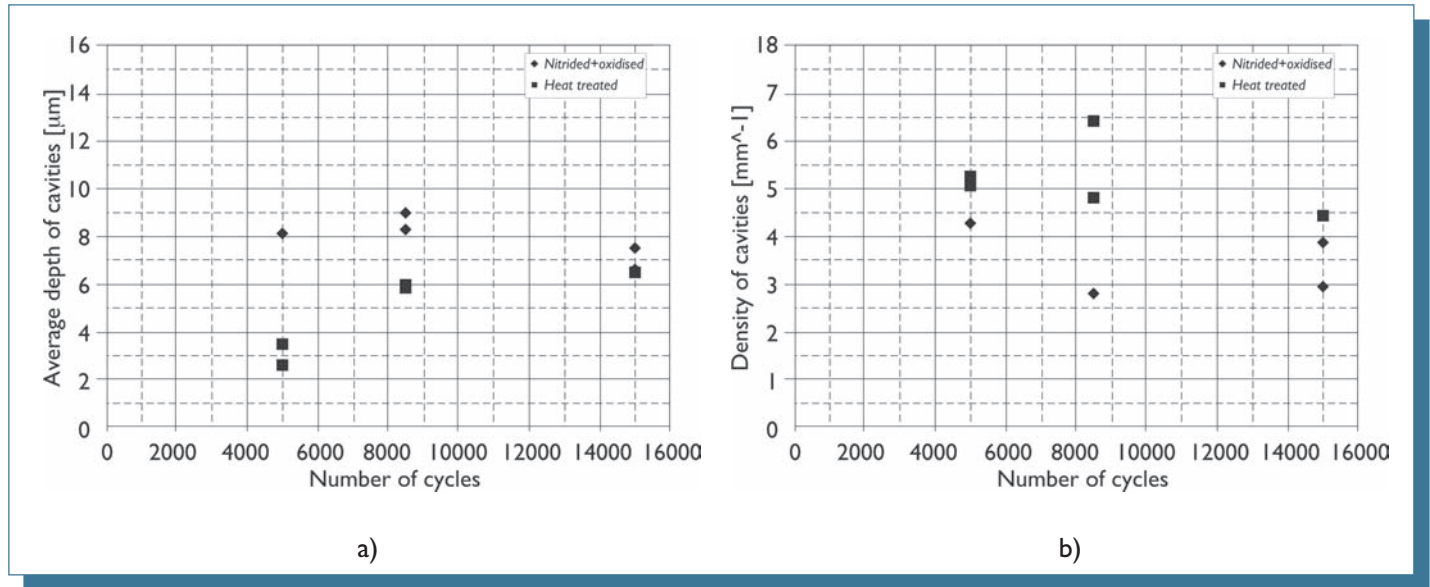 16
14
12
10
8
6
4
2
0
Average depth of cavities [μm]
Nitrided+oxidised
Heat treated
0 2000 4000 6000 8000 10000 12000 14000 16000
Number of cycles
a)
18
7
6
5
4
3
2
1
0
Density of cavities [mm^-1]
Nitrided+oxidised
Heat treated
0 2000 4000 6000 8000 10000 12000 14000 16000
Number of cycles
b)